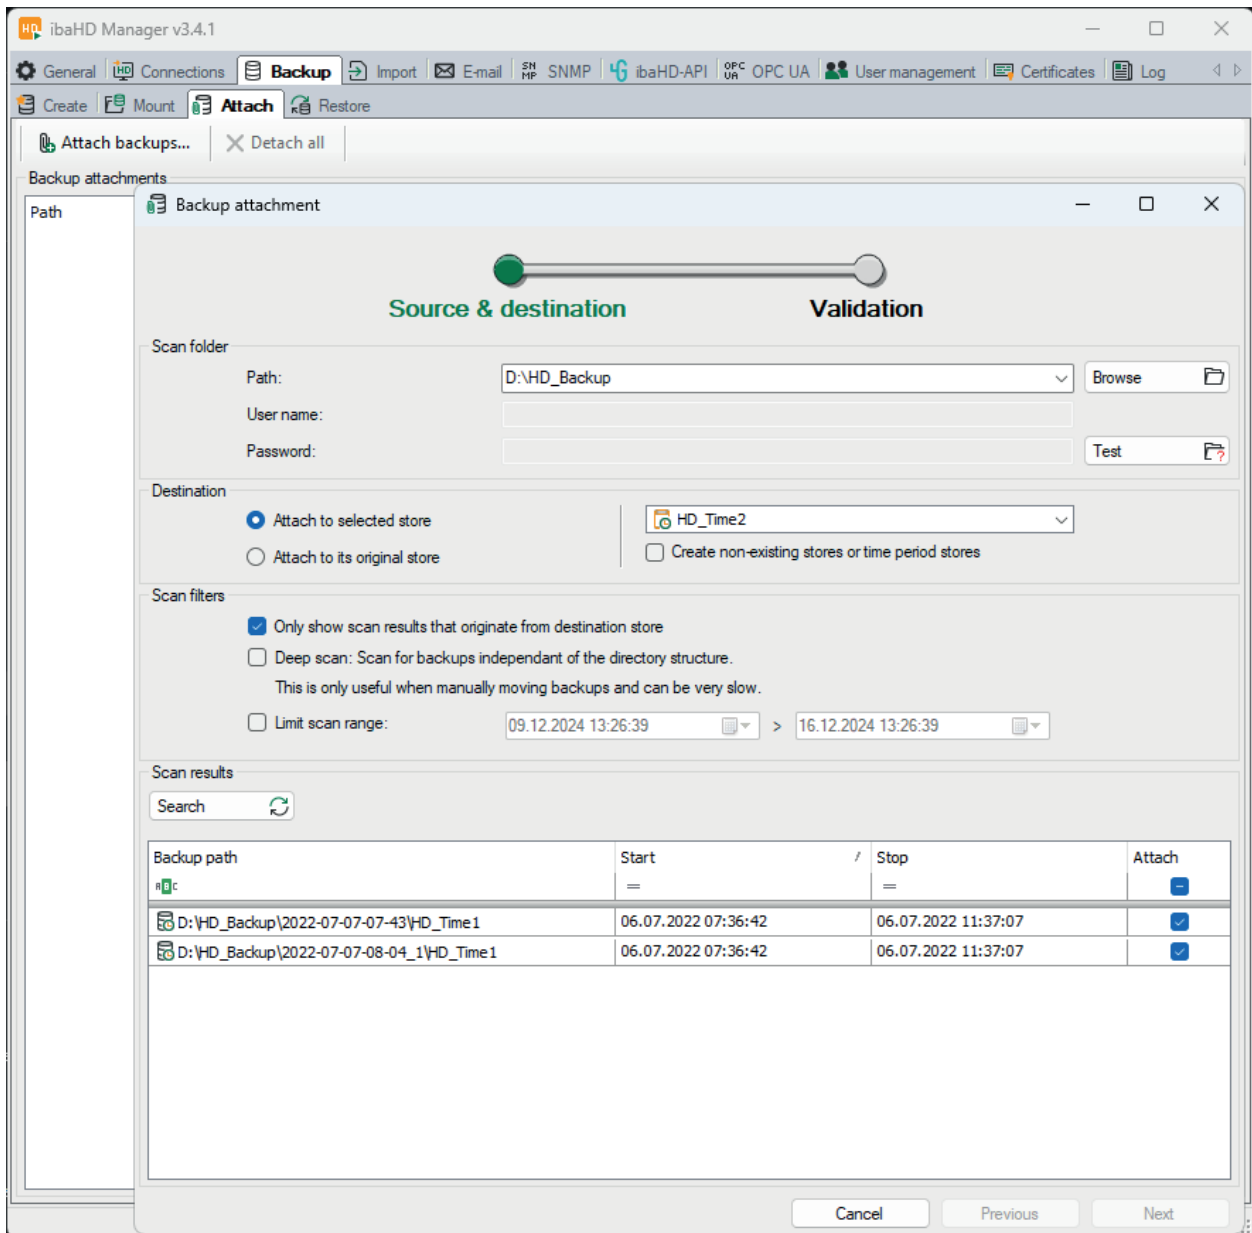 ibaHD Manager v3.4.1
General Connections Backup Import E-mail SNMP ibaHD-API OPC UA User management Certificates Log
Create Mount Attach Restore
Attach backups... Detach all
Backup attachments
Path
Backup attachment
Source & destination Validation
Scan folder
Path: D:\HD_Backup Browse
User name:
Password: Test
Destination
Attach to selected store HD_Time2
Attach to its original store Create non-existing stores or time period stores
Scan filters
Only show scan results that originate from destination store
Deep scan: Scan for backups independant of the directory structure.
This is only useful when manually moving backups and can be very slow.
Limit scan range: 09.12.2024 13:26:39 > 16.12.2024 13:26:39
Scan results
Search
Backup path Start Stop Attach
ABC = =
D:\HD_Backup\2022-07-07-07-43\HD_Time1 06.07.2022 07:36:42 06.07.2022 11:37:07
D:\HD_Backup\2022-07-07-08-04_1\HD_Time1 06.07.2022 07:36:42 06.07.2022 11:37:07
Cancel Previous Next